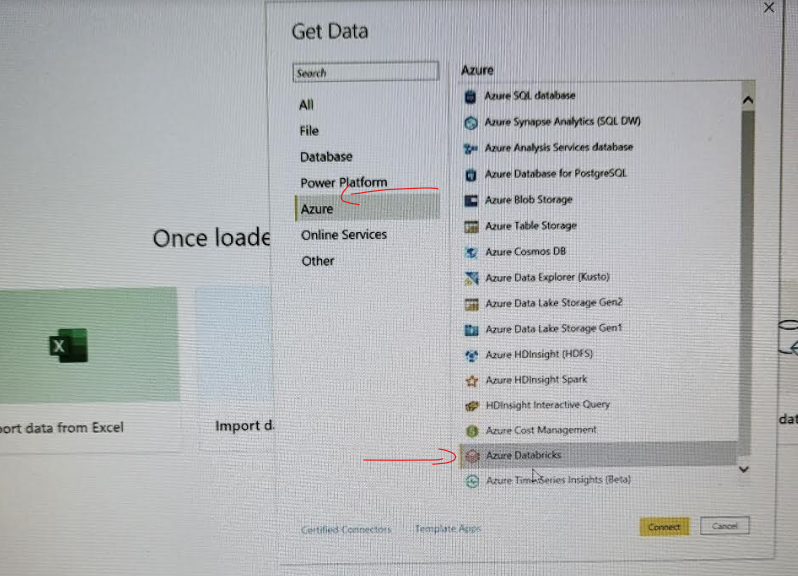 Get Data
Search
All
File
Database
Power Platform
Azure
Online Services
Other
Azure
Azure SQL database
Azure Synapse Analytics (SQL DW)
Azure Analysis Services database
Azure Database for PostgreSQL
Azure Blob Storage
Azure Table Storage
Azure Cosmos DB
Azure Data Explorer (Kusto)
Azure Data Lake Storage Gen2
Azure Data Lake Storage Gen1
Azure HDInsight (HDFS)
Azure HDInsight Spark
HDInsight Interactive Query
Azure Cost Management
Azure Databricks
Azure Time Series Insights (Beta)
Certified Connectors
Template Apps
Connect
Cancel
Once loade
X
ort data from Excel
Import d
dat